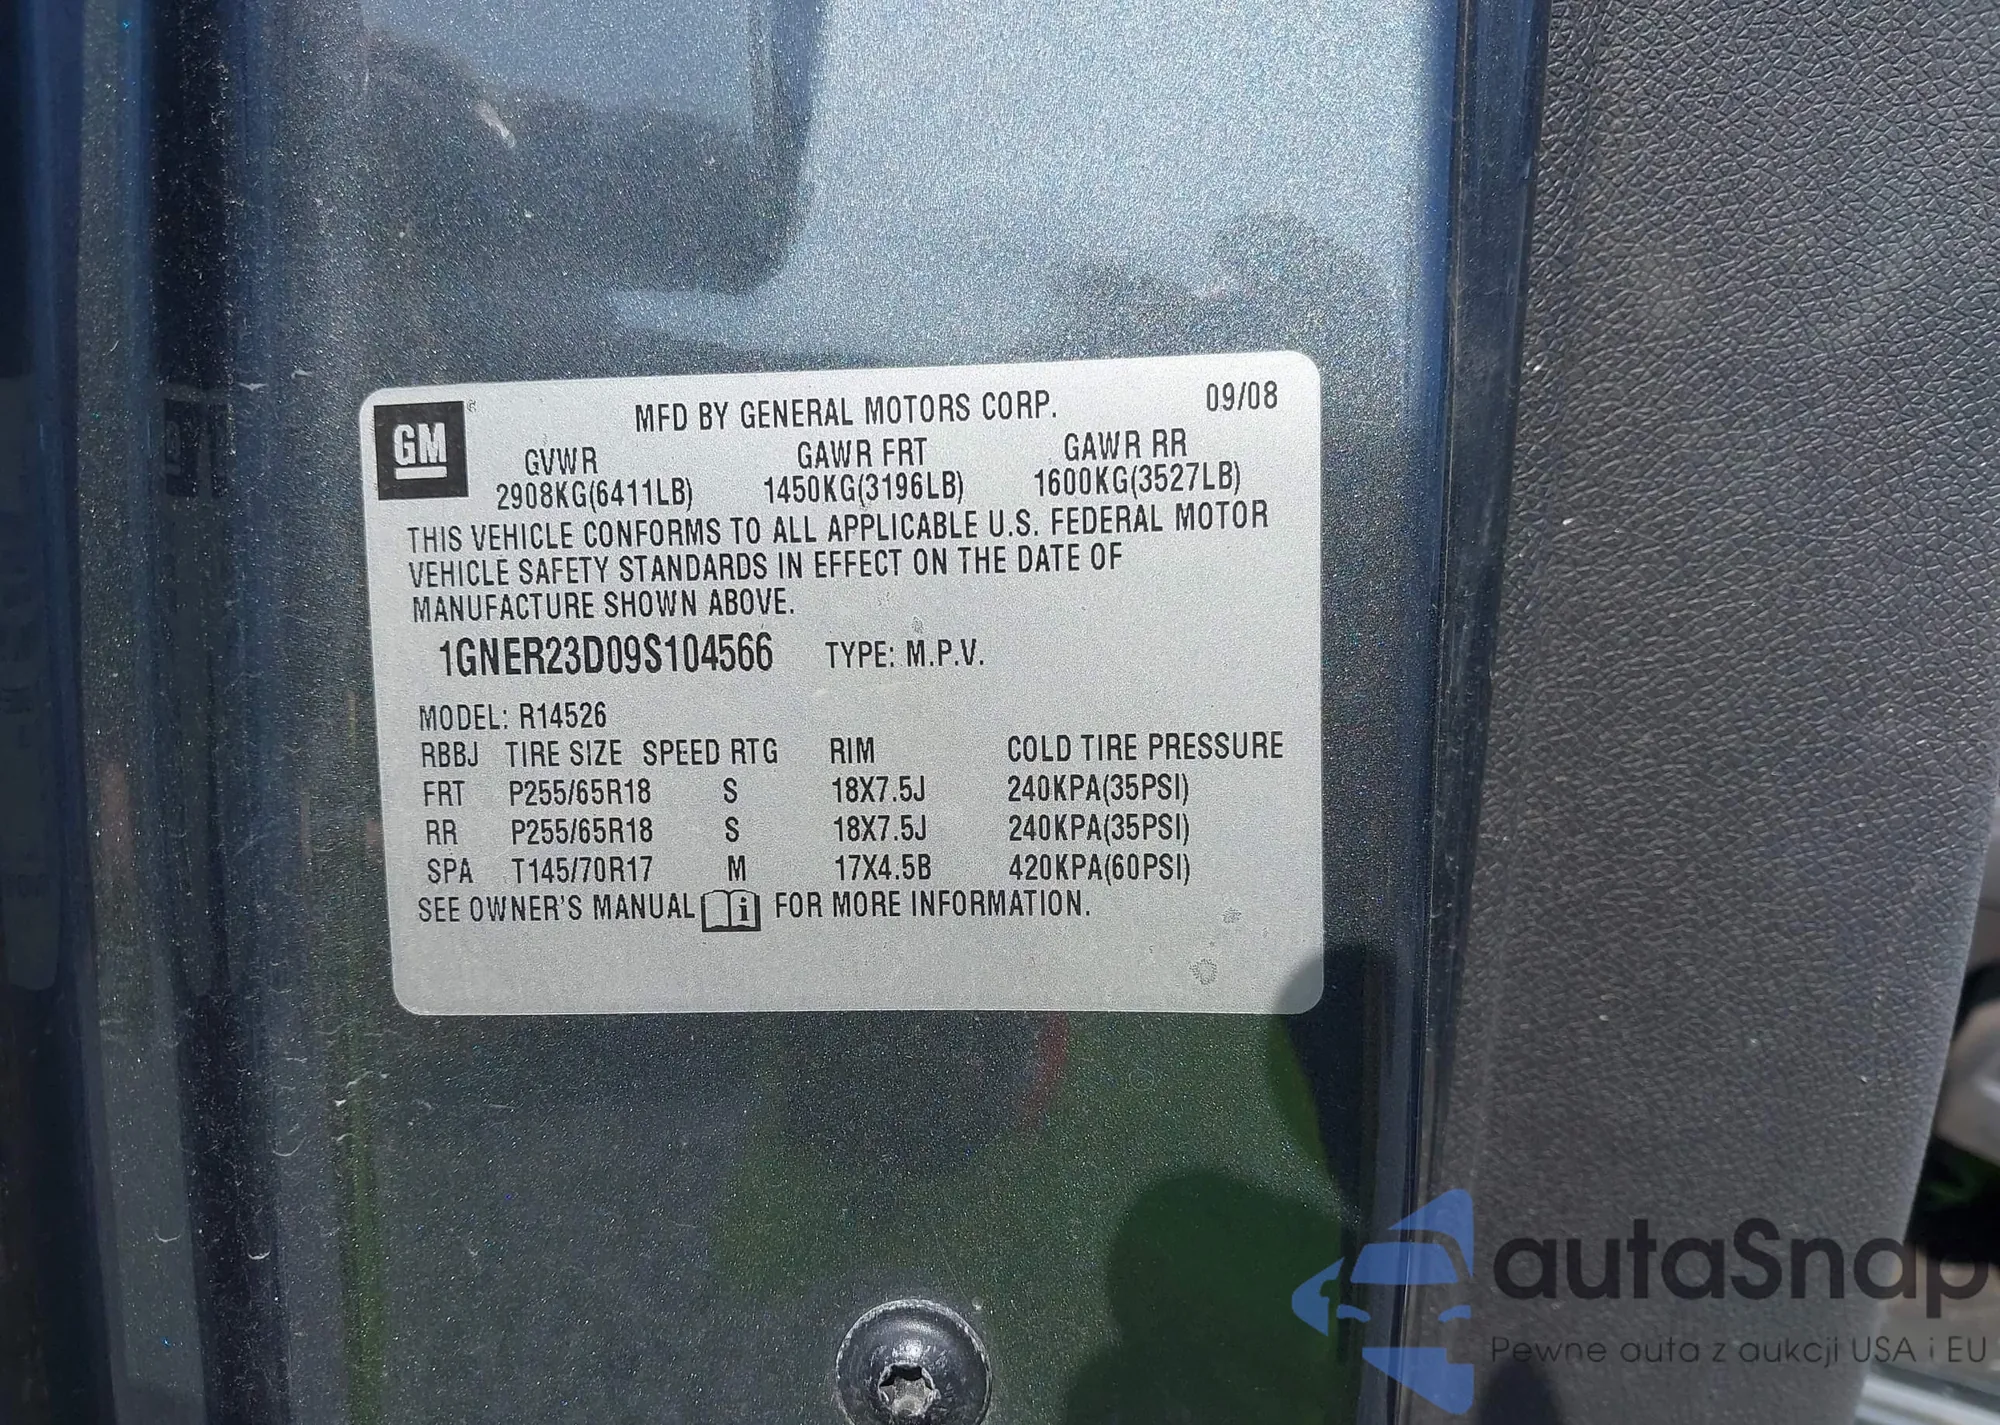 GM
MFD BY GENERAL MOTORS CORP. 09/08
GVWR GAWR FRT GAWR RR
2908KG(6411LB) 1450KG(3196LB) 1600KG(3527LB)
THIS VEHICLE CONFORMS TO ALL APPLICABLE U.S. FEDERAL MOTOR
VEHICLE SAFETY STANDARDS IN EFFECT ON THE DATE OF
MANUFACTURE SHOWN ABOVE.
1GNER23D09S104566 TYPE: M.P.V.
MODEL: R14526
RBBJ TIRE SIZE SPEED RTG RIM COLD TIRE PRESSURE
FRT P255/65R18 S 18X7.5J 240KPA(35PSI)
RR P255/65R18 S 18X7.5J 240KPA(35PSI)
SPA T145/70R17 M 17X4.5B 420KPA(60PSI)
SEE OWNER'S MANUAL i FOR MORE INFORMATION.
autaSnap
Pewne auta z aukcji USA i EU